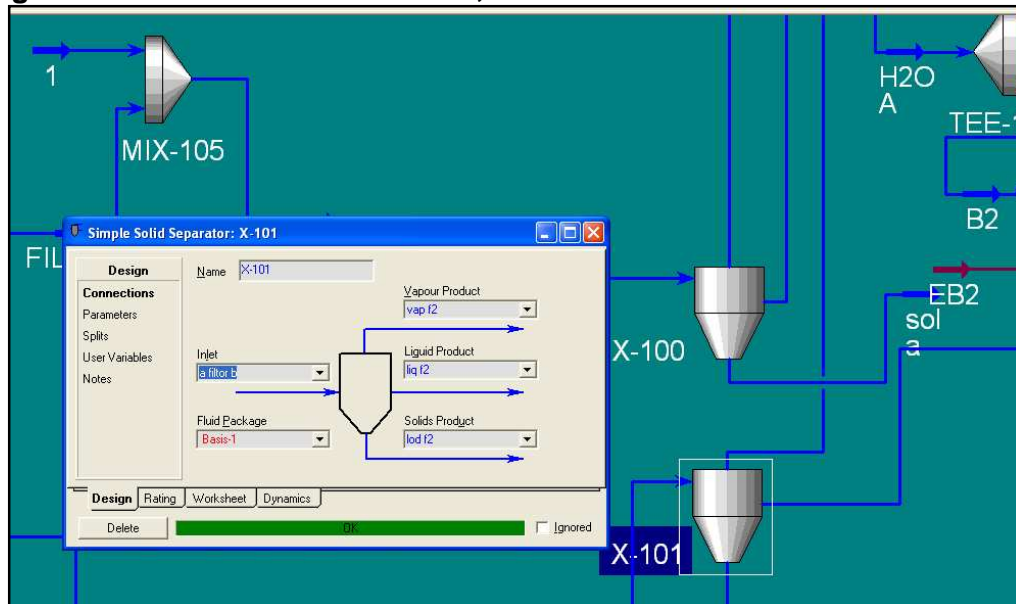 1
MIX-105
H2O
A
TEE-1
B2
FIL
EB2
sol
a
X-100
X-101
Simple Solid Separator: X-101
Design
Connections
Parameters
Splits
User Variables
Notes
Name
X-101
Vapour Product
vap f2
Inlet
a filtor b
Liquid Product
liq f2
Fluid Package
Basis-1
Solids Product
lod f2
Design
Rating
Worksheet
Dynamics
Delete
OK
Ignored